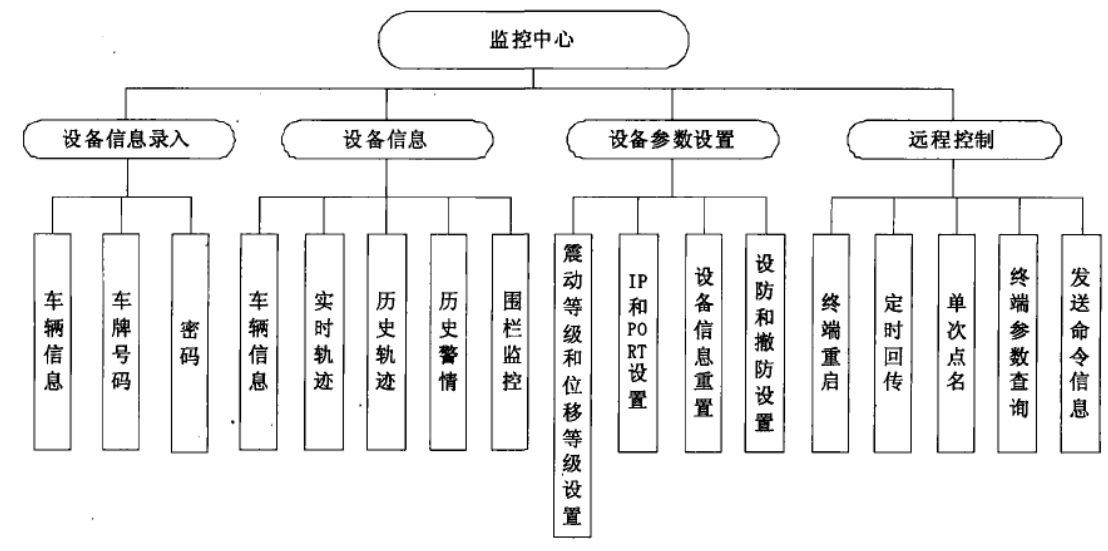 监控中心
设备信息录入
设备信息
设备参数设置
远程控制
车辆信息
车牌号码
密码
车辆信息
实时轨迹
历史轨迹
历史警情
围栏监控
震动等级和位移等级设置
IP和PORT设置
设备信息重置
设防和撤防设置
终端重启
定时回传
单次点名
终端参数查询
发送命令信息